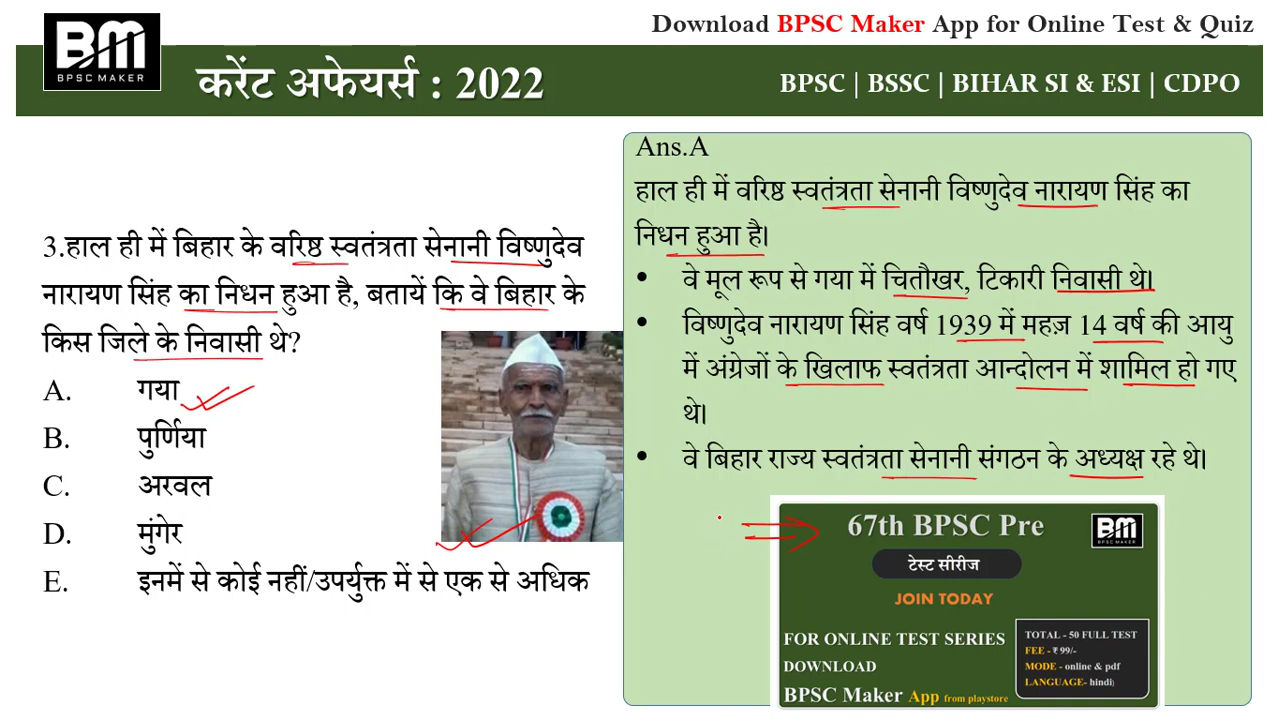 Download BPSC Maker App for Online Test & Quiz
BM
BPSC MAKER
करेंट अफेयर्स : 2022
BPSC | BSSC | BIHAR SI & ESI | CDPO
3.हाल ही में बिहार के वरिष्ठ स्वतंत्रता सेनानी विष्णुदेव
नारायण सिंह का निधन हुआ है, बतायें कि वे बिहार के
किस जिले के निवासी थे?
A. गया
B. पुर्णिया
C. अरवल
D. मुंगेर
E. इनमें से कोई नहीं/उपर्युक्त में से एक से अधिक
Ans.A
हाल ही में वरिष्ठ स्वतंत्रता सेनानी विष्णुदेव नारायण सिंह का
निधन हुआ है।
• वे मूल रूप से गया में चितौखर, टिकारी निवासी थे।
• विष्णुदेव नारायण सिंह वर्ष 1939 में महज़ 14 वर्ष की आयु
में अंग्रेजों के खिलाफ स्वतंत्रता आन्दोलन में शामिल हो गए
थे।
• वे बिहार राज्य स्वतंत्रता सेनानी संगठन के अध्यक्ष रहे थे।
67th BPSC Pre
BM
BPSC MAKER
टेस्ट सीरीज
JOIN TODAY
FOR ONLINE TEST SERIES
DOWNLOAD
BPSC Maker App from playstore
TOTAL - 50 FULL TEST
FEE - ₹ 99/-
MODE - online & pdf
LANGUAGE- hindi